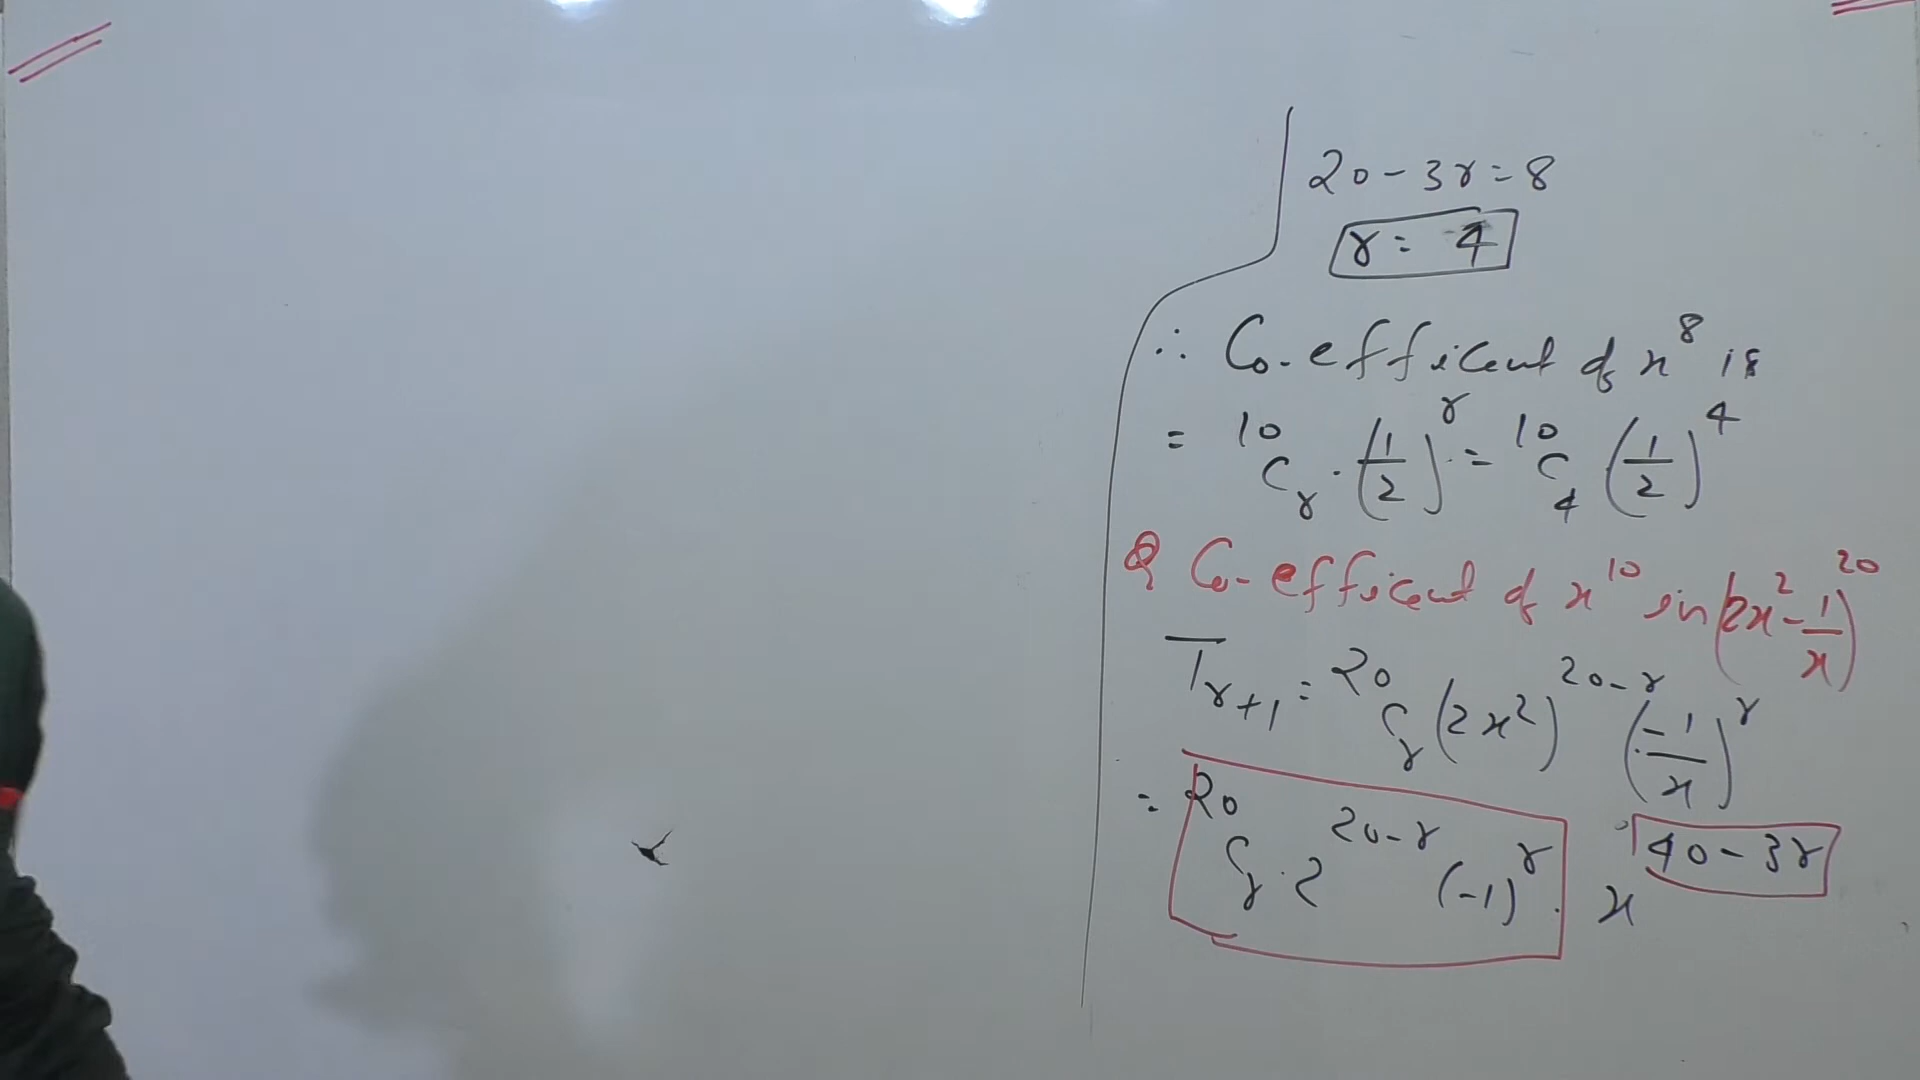 20-3r=8
r = 4
∴ Co-efficient of x⁸ is
= ¹⁰Cᵣ · (1/2)ʳ = ¹⁰C₄ (1/2)⁴
Q Co-efficient of x¹⁰ in (2x² - 1/x)²⁰
Tᵣ₊₁ = ²⁰Cᵣ (2x²)²⁰⁻ʳ (-1/x)ʳ
= ²⁰Cᵣ · 2²⁰⁻ʳ (-1)ʳ · x⁴⁰⁻³ʳ